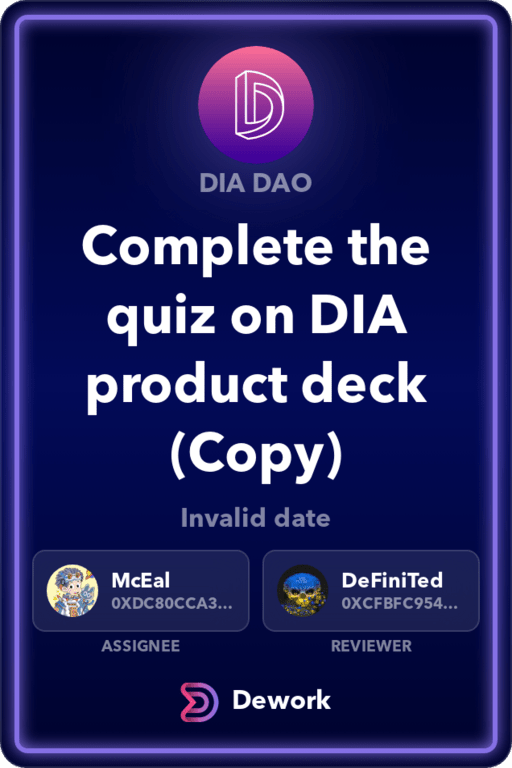 DIA DAO
Complete the
quiz on DIA
product deck
(Copy)
Invalid date
McEal
0XDC80CCA3...
ASSIGNEE
DeFiniTed
0XCFBFC954...
REVIEWER
Dework